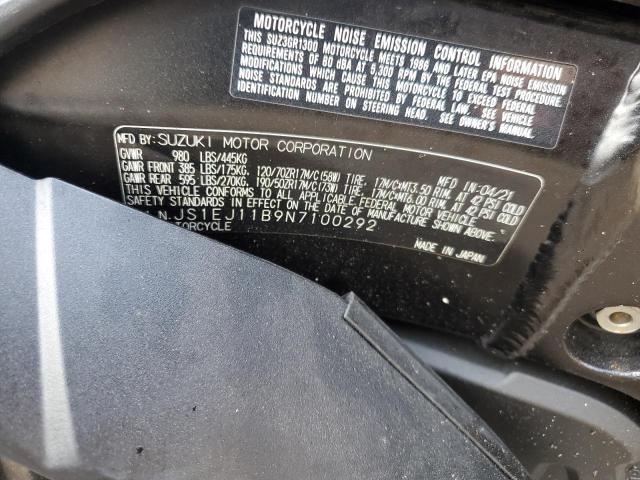 MOTORCYCLE NOISE EMISSION CONTROL INFORMATION
THIS SUZ3GR1300 MOTORCYCLE MEETS 1986 AND LATER EPA NOISE EMISSION
REQUIREMENTS OF 80 dBA AT 6,300 RPM BY THE FEDERAL TEST PROCEDURE.
MODIFICATIONS WHICH CAUSE THIS MOTORCYCLE TO EXCEED FEDERAL
NOISE STANDARDS ARE PROHIBITED BY FEDERAL LAW. SEE LABEL
INDICATING NUMBER ON STEERING HEAD. SEE OWNER'S MANUAL.
MFD BY:SUZUKI MOTOR CORPORATION
GVWR 980 LBS/445KG MFD IN:04/21
GAWR FRONT 385 LBS/175KG, 120/70ZR17M/C(58W) TIRE, 17M/C×MT3.50 RIM, AT 42 PSI COLD
GAWR REAR 505 LBS/270KG, 190/50ZR17M/C(73W) TIRE, 17M/C×MT6.00 RIM, AT 42 PSI COLD
THIS VEHICLE CONFORMS TO ALL APPLICABLE FEDERAL MOTOR VEHICLE
SAFETY STANDARDS IN EFFECT ON THE DATE OF MANUFACTURE SHOWN ABOVE.
N.JS1EJ11B9N7100292
MOTORCYCLE MADE IN JAPAN